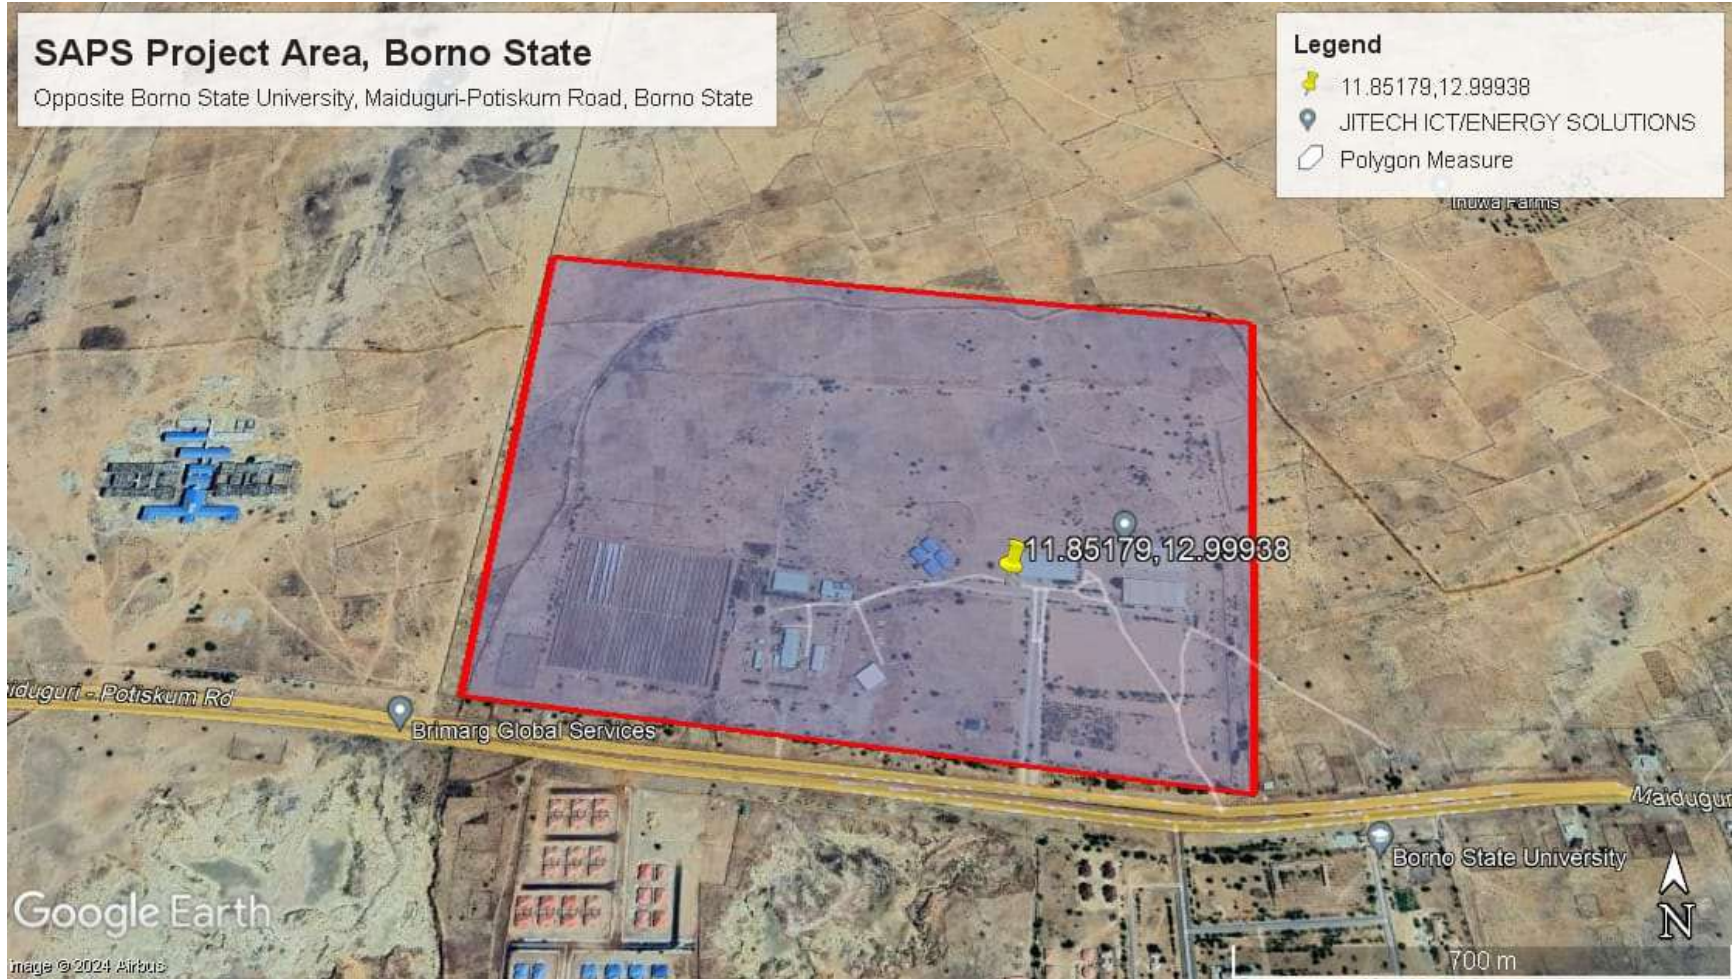 SAPS Project Area, Borno State
Opposite Borno State University, Maiduguri-Potiskum Road, Borno State
Legend
11.85179,12.99938
JITECH ICT/ENERGY SOLUTIONS
Polygon Measure
Inuwa Farms
11.85179,12.99938
iduguri - Potiskum Rd
Brimarg Global Services
Maidugur
Borno State University
N
Google Earth
700 m
Image © 2024 Airbus